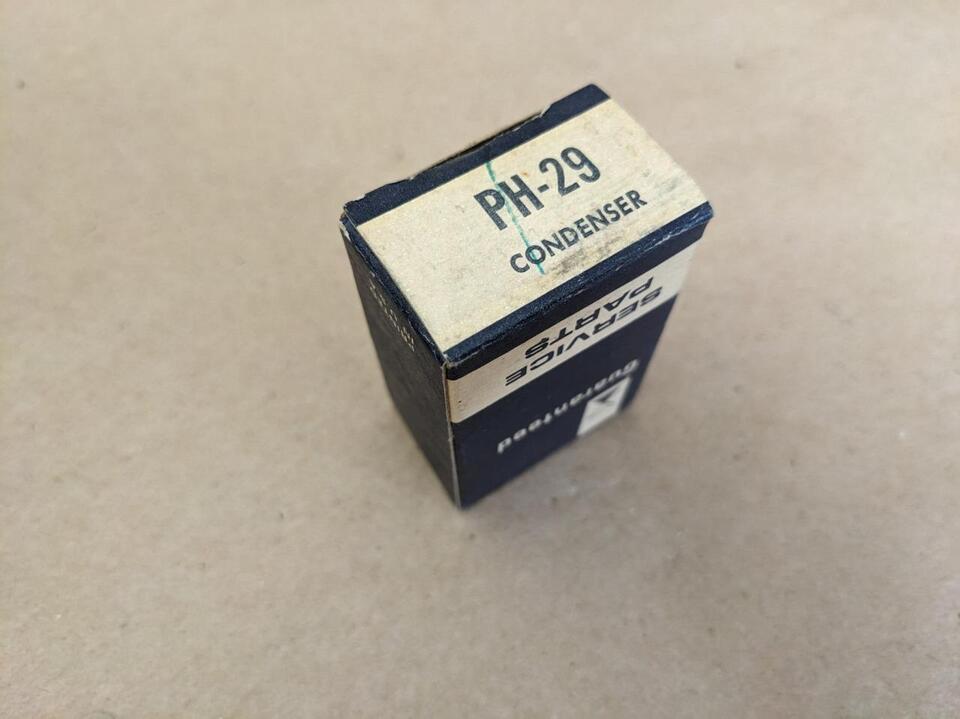 PH-29
CONDENSER
SERVICE
PARTS
Guaranteed